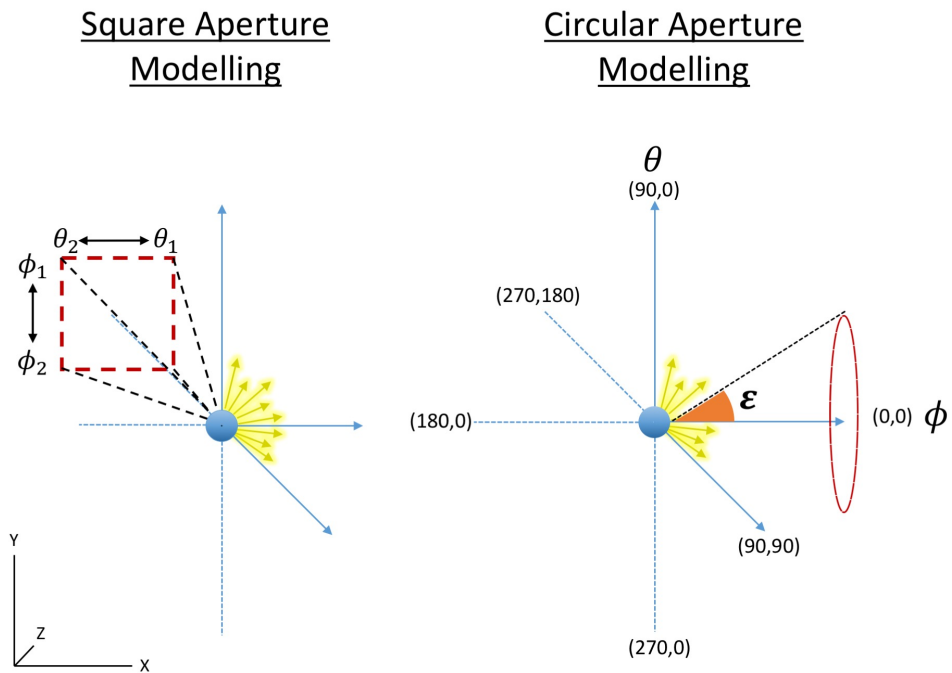 Square Aperture
Modelling
Circular Aperture
Modelling
θ
(90,0)
θ₂ θ₁
ϕ₁
ϕ₂
(270,180)
ε
(180,0)
(0,0) ϕ
(90,90)
(270,0)
Y
Z
X